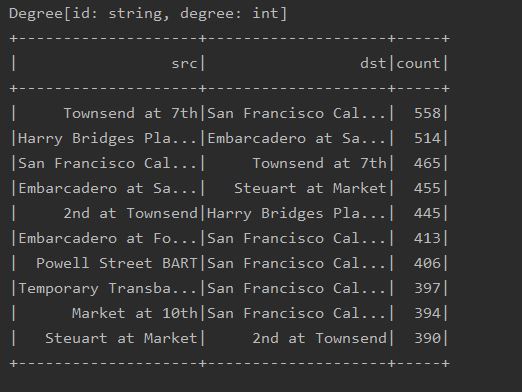 Degree[id: string, degree: int]
+--------------------+--------------------+-----+
|                 src|                 dst|count|
+--------------------+--------------------+-----+
|     Townsend at 7th|San Francisco Cal...|  558|
|Harry Bridges Pla...|Embarcadero at Sa...|  514|
|San Francisco Cal...|     Townsend at 7th|  465|
|Embarcadero at Sa...|   Steuart at Market|  455|
|     2nd at Townsend|Harry Bridges Pla...|  445|
|Embarcadero at Fo...|San Francisco Cal...|  413|
|  Powell Street BART|San Francisco Cal...|  406|
|Temporary Transba...|San Francisco Cal...|  397|
|      Market at 10th|San Francisco Cal...|  394|
|   Steuart at Market|     2nd at Townsend|  390|
+--------------------+--------------------+-----+